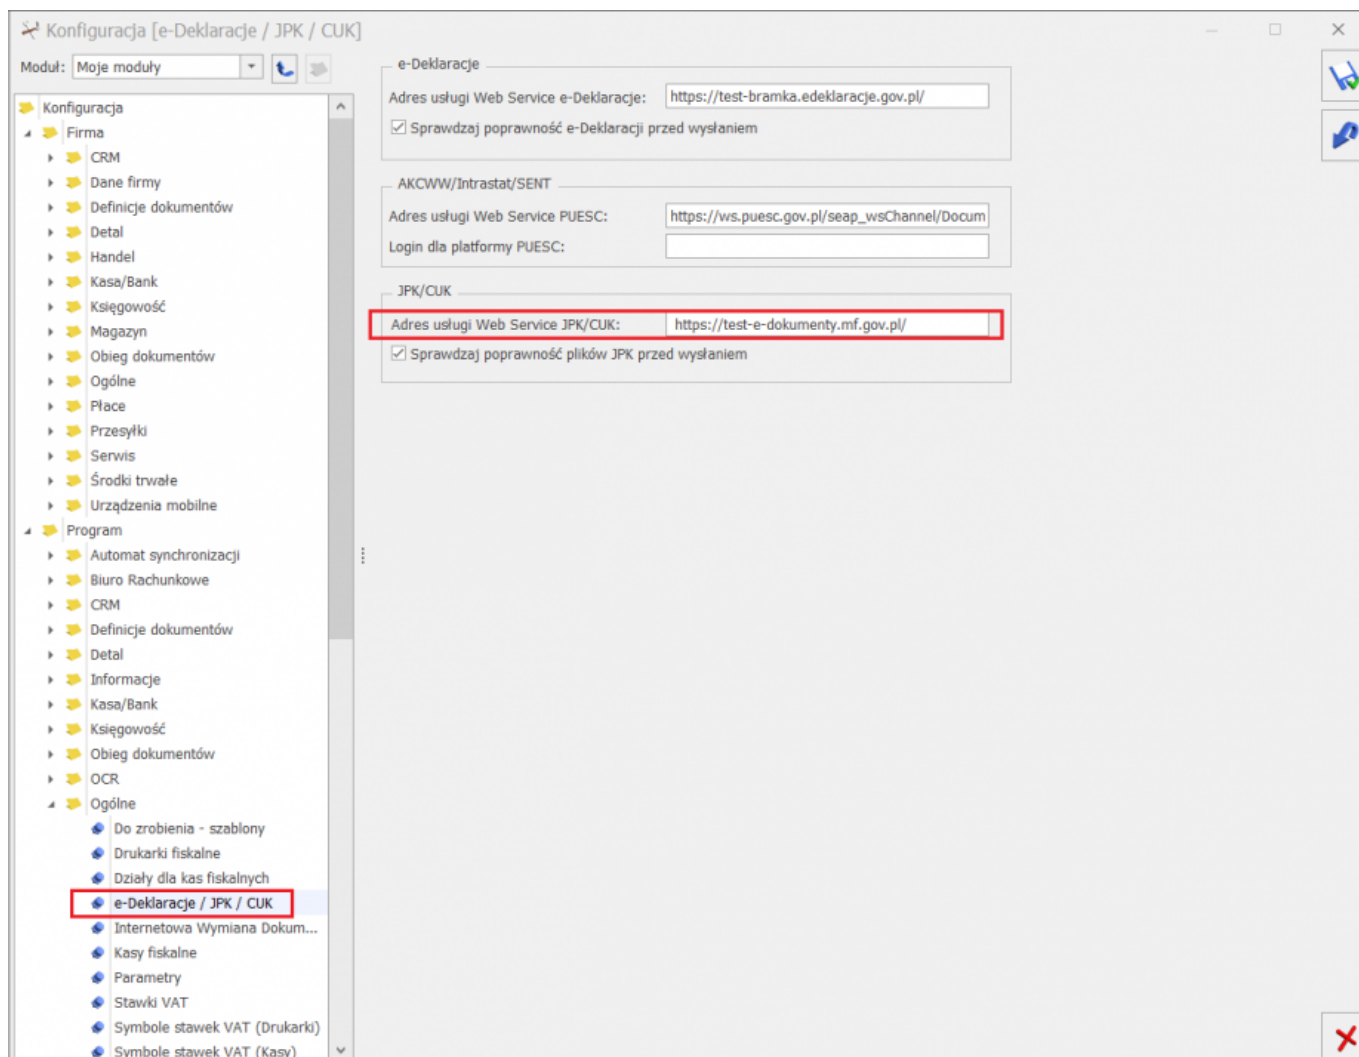 Konfiguracja [e-Deklaracje / JPK / CUK]
Moduł: Moje moduły
Konfiguracja
Firma
CRM
Dane firmy
Definicje dokumentów
Detal
Handel
Kasa/Bank
Księgowość
Magazyn
Obieg dokumentów
Ogólne
Płace
Przesyłki
Serwis
Środki trwałe
Urządzenia mobilne
Program
Automat synchronizacji
Biuro Rachunkowe
CRM
Definicje dokumentów
Detal
Informacje
Kasa/Bank
Księgowość
Obieg dokumentów
OCR
Ogólne
Do zrobienia - szablony
Drukarki fiskalne
Działy dla kas fiskalnych
e-Deklaracje / JPK / CUK
Internetowa Wymiana Dokum...
Kasy fiskalne
Parametry
Stawki VAT
Symbole stawek VAT (Drukarki)
Symbole stawek VAT (Kasy)
e-Deklaracje
Adres usługi Web Service e-Deklaracje: https://test-bramka.edeklaracje.gov.pl/
Sprawdzaj poprawność e-Deklaracji przed wysłaniem
AKCWW/Intrastat/SENT
Adres usługi Web Service PUESC: https://ws.puesc.gov.pl/seap_wsChannel/Docum
Login dla platformy PUESC:
JPK/CUK
Adres usługi Web Service JPK/CUK: https://test-e-dokumenty.mf.gov.pl/
Sprawdzaj poprawność plików JPK przed wysłaniem